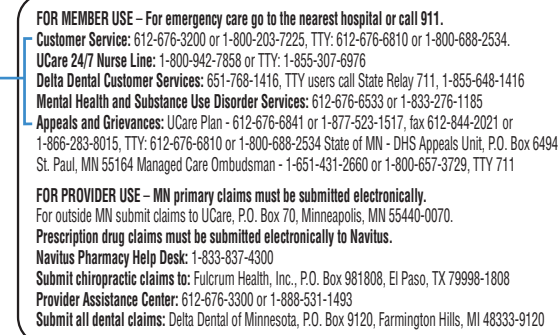 FOR MEMBER USE – For emergency care go to the nearest hospital or call 911.
Customer Service: 612-676-3200 or 1-800-203-7225, TTY: 612-676-6810 or 1-800-688-2534.
UCare 24/7 Nurse Line: 1-800-942-7858 or TTY: 1-855-307-6976
Delta Dental Customer Services: 651-768-1416, TTY users call State Relay 711, 1-855-648-1416
Mental Health and Substance Use Disorder Services: 612-676-6533 or 1-833-276-1185
Appeals and Grievances: UCare Plan - 612-676-6841 or 1-877-523-1517, fax 612-844-2021 or
1-866-283-8015, TTY: 612-676-6810 or 1-800-688-2534 State of MN - DHS Appeals Unit, P.O. Box 6494
St. Paul, MN 55164 Managed Care Ombudsman - 1-651-431-2660 or 1-800-657-3729, TTY 711
FOR PROVIDER USE – MN primary claims must be submitted electronically.
For outside MN submit claims to UCare, P.O. Box 70, Minneapolis, MN 55440-0070.
Prescription drug claims must be submitted electronically to Navitus.
Navitus Pharmacy Help Desk: 1-833-837-4300
Submit chiropractic claims to: Fulcrum Health, Inc., P.O. Box 981808, El Paso, TX 79998-1808
Provider Assistance Center: 612-676-3300 or 1-888-531-1493
Submit all dental claims: Delta Dental of Minnesota, P.O. Box 9120, Farmington Hills, MI 48333-9120